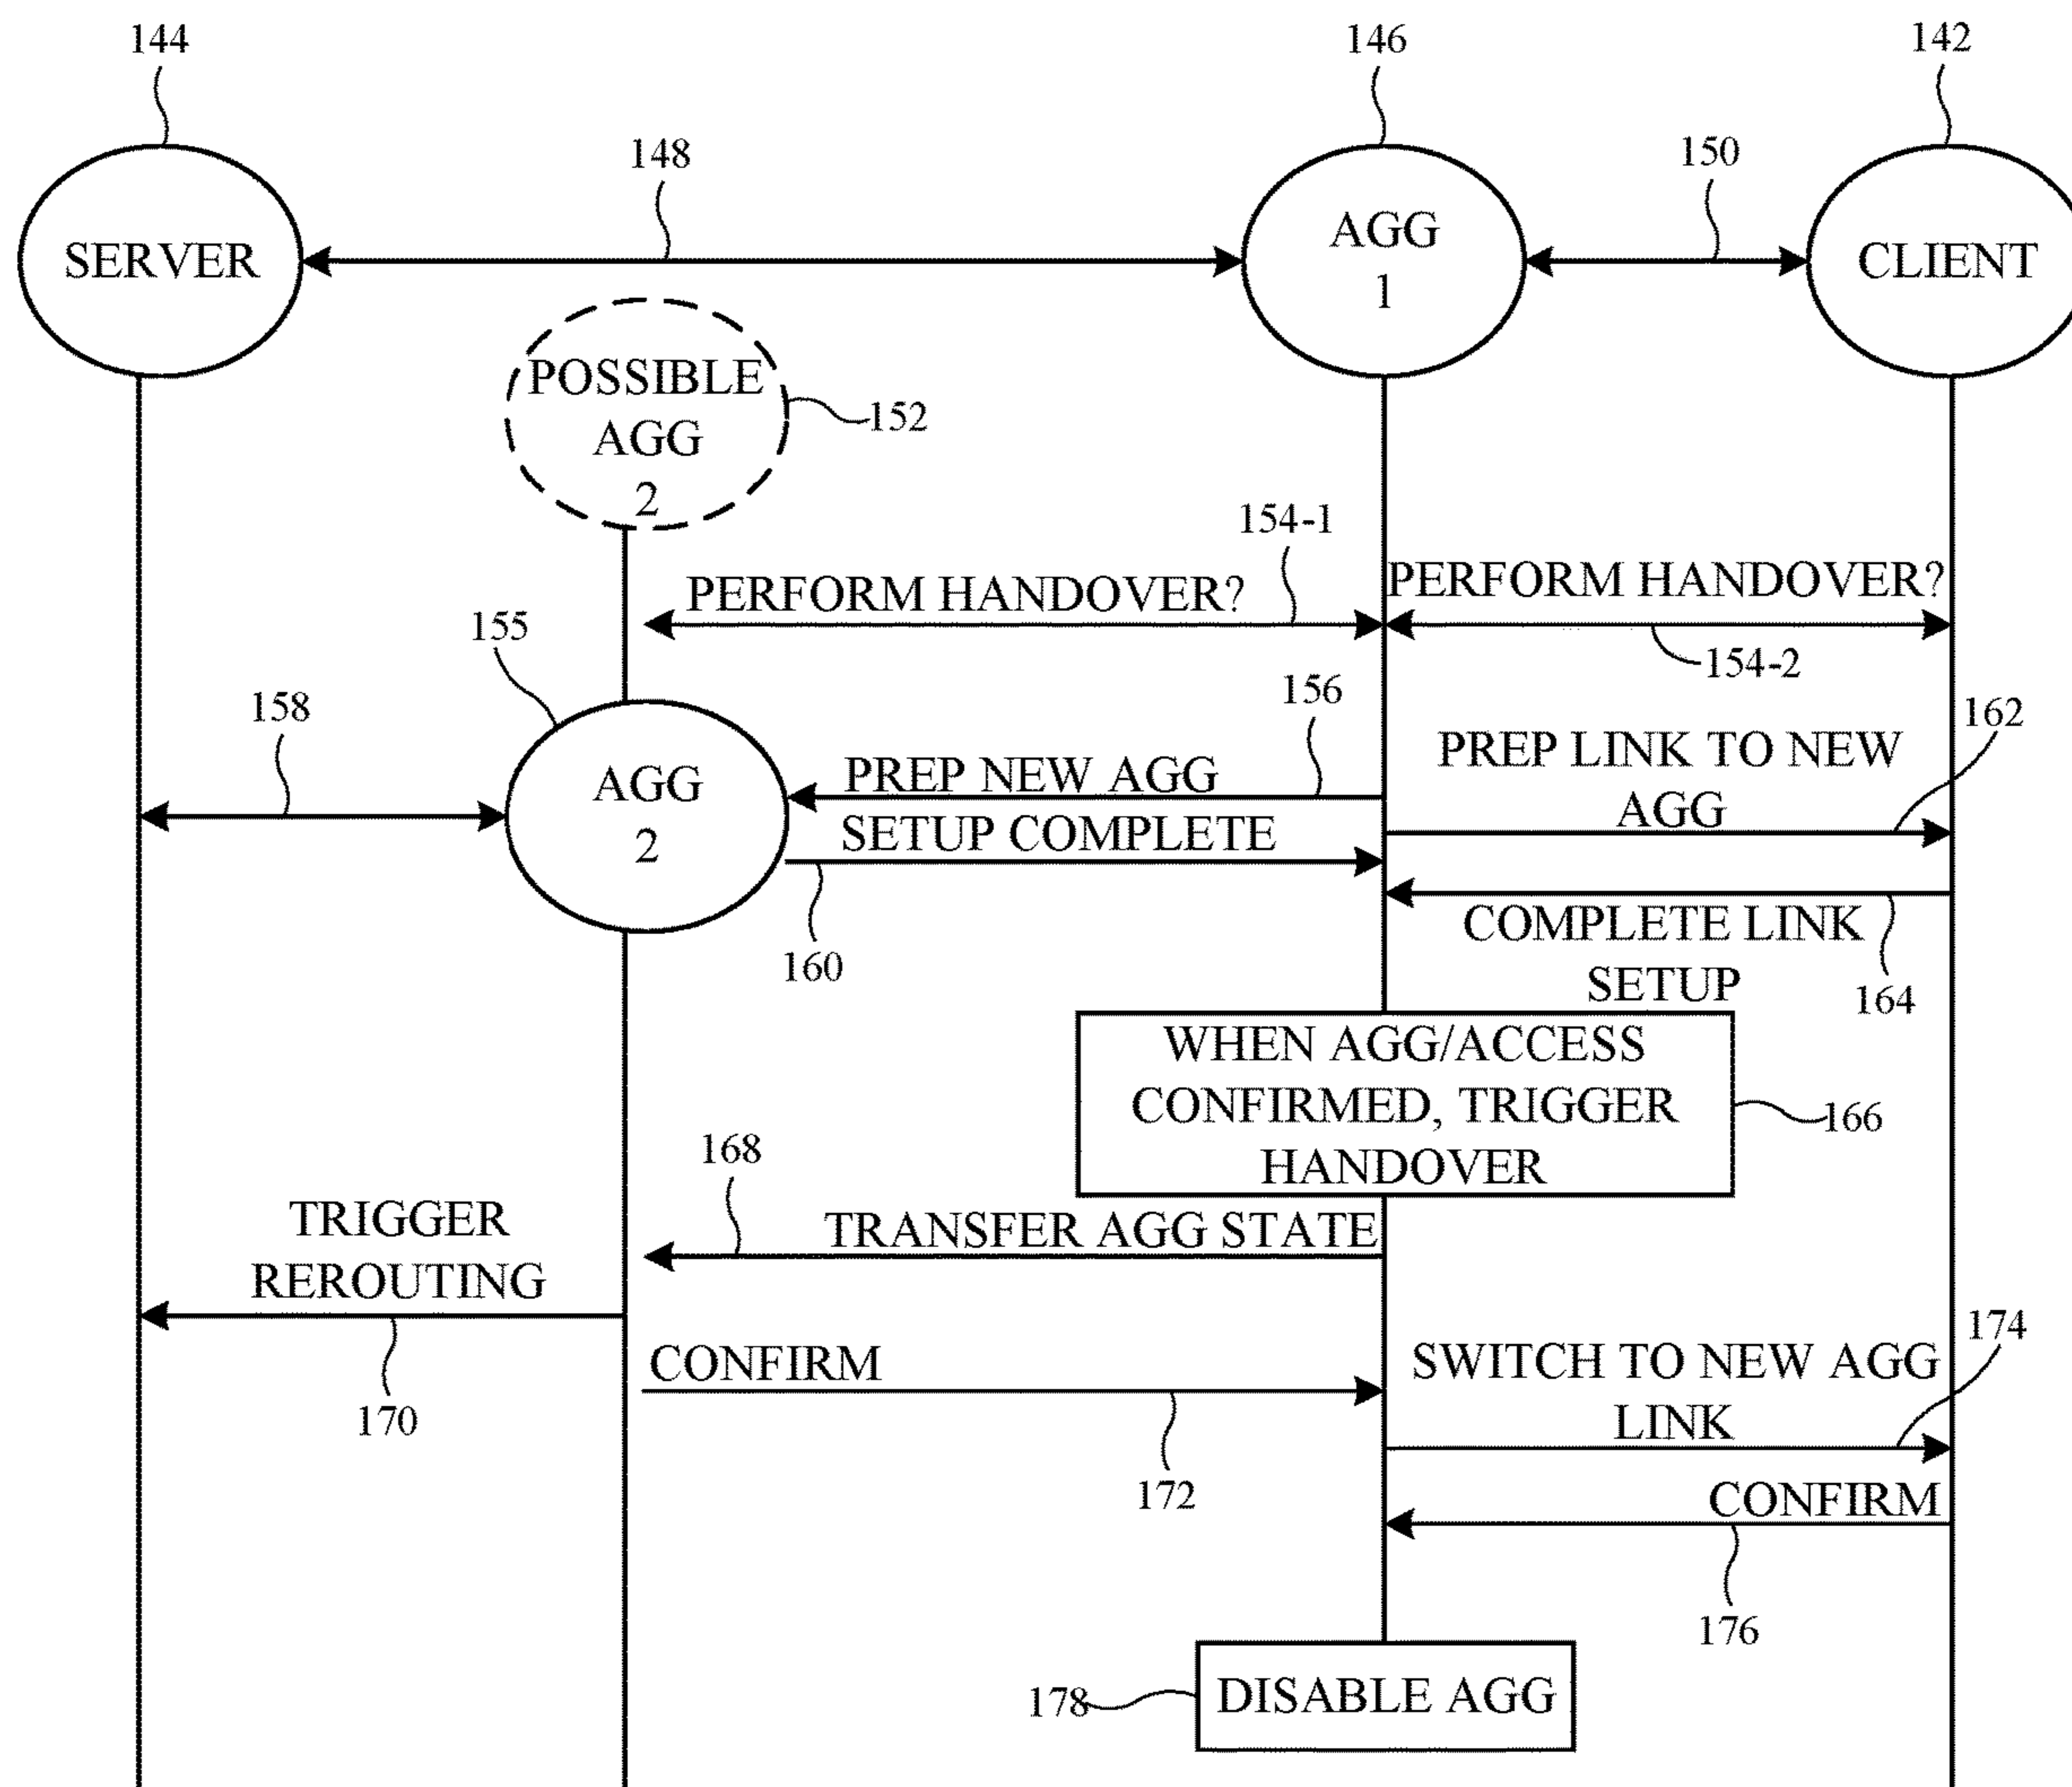 144
146
142
148
150
SERVER
AGG
1
CLIENT
POSSIBLE
AGG
2
152
154-1
PERFORM HANDOVER?
PERFORM HANDOVER?
154-2
155
158
156
162
AGG
2
PREP NEW AGG
PREP LINK TO NEW
AGG
SETUP COMPLETE
160
COMPLETE LINK
SETUP
164
WHEN AGG/ACCESS
CONFIRMED, TRIGGER
HANDOVER
166
168
TRANSFER AGG STATE
TRIGGER
REROUTING
170
CONFIRM
172
SWITCH TO NEW AGG
LINK
174
CONFIRM
176
178
DISABLE AGG